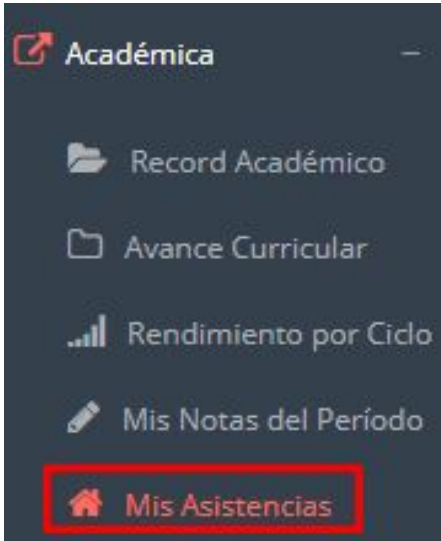 Académica
Record Académico
Avance Curricular
Rendimiento por Ciclo
Mis Notas del Período
Mis Asistencias